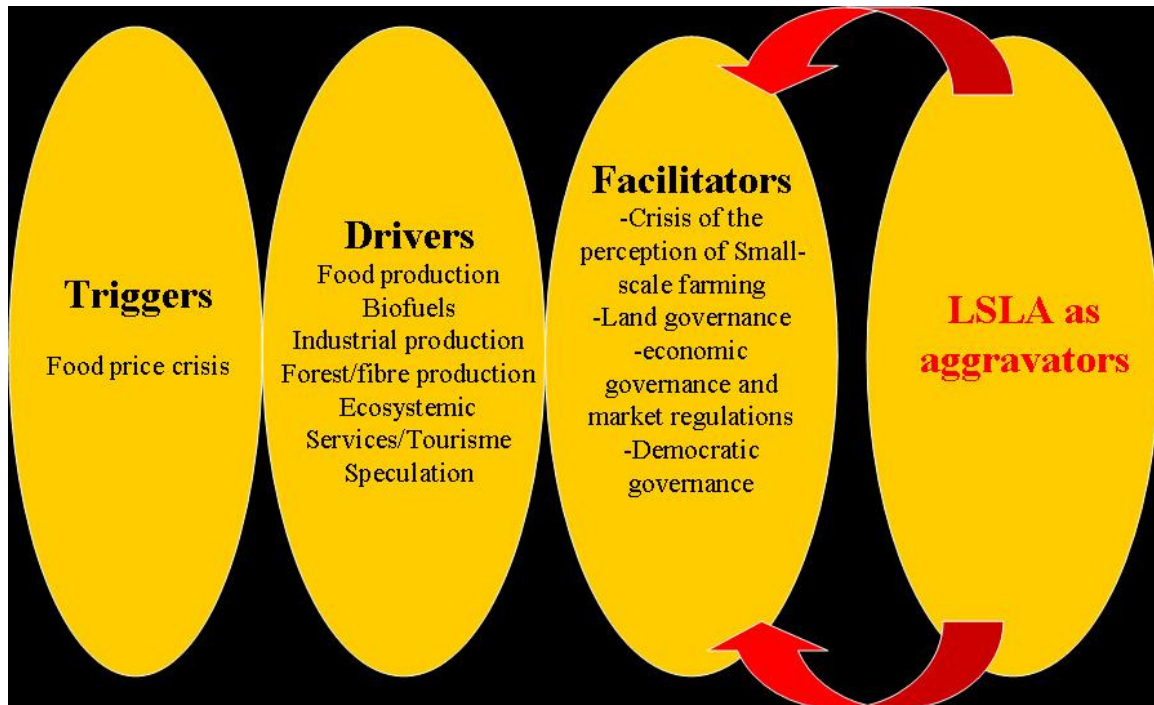 Triggers
Food price crisis
Drivers
Food production
Biofuels
Industrial production
Forest/fibre production
Ecosystemic
Services/Tourisme
Speculation
Facilitators
-Crisis of the
perception of Small-
scale farming
-Land governance
-economic
governance and
market regulations
-Democratic
governance
LSLA as
aggravators